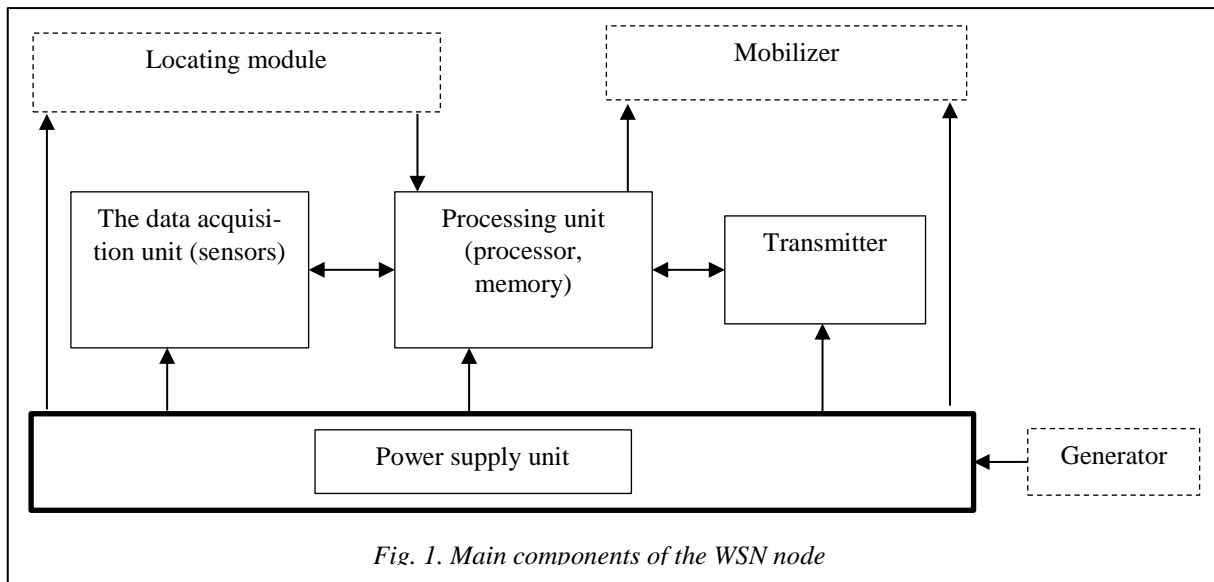 Locating module
Mobilizer
The data acquisi-
tion unit (sensors)
Processing unit
(processor,
memory)
Transmitter
Power supply unit
Generator
Fig. 1. Main components of the WSN node